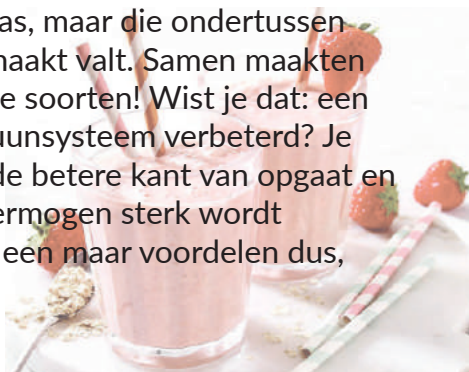 as, maar die ondertussen
aakt valt. Samen maakten
e soorten! Wist je dat: een
uunsysteem verbeterd? Je
de betere kant van opgaat en
ermogen sterk wordt
een maar voordelen dus,